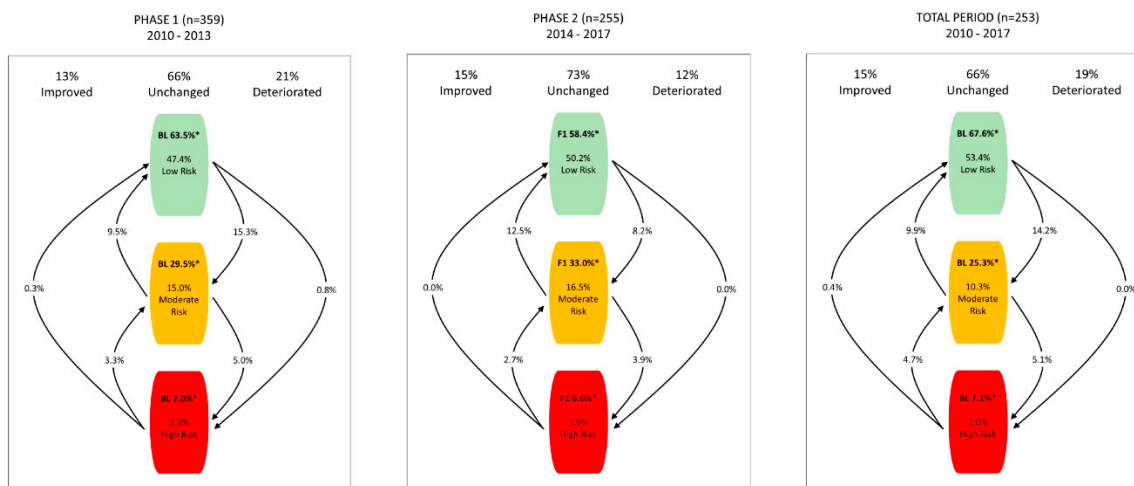 PHASE 1 (n=359)
2010 - 2013
13%
Improved
66%
Unchanged
21%
Deteriorated
BL 63.5%*
47.4%
Low Risk
9.5%
15.3%
BL 29.5%*
15.0%
Moderate
Risk
0.3%
0.8%
3.3%
5.0%
BL 7.0%*
3.3%
High Risk
PHASE 2 (n=255)
2014 - 2017
15%
Improved
73%
Unchanged
12%
Deteriorated
F1 58.4%*
50.2%
Low Risk
12.5%
8.2%
F1 33.0%*
16.5%
Moderate
Risk
0.0%
0.0%
2.7%
3.9%
F1 8.6%*
5.9%
High Risk
TOTAL PERIOD (n=253)
2010 - 2017
15%
Improved
66%
Unchanged
19%
Deteriorated
BL 67.6%*
53.4%
Low Risk
9.9%
14.2%
BL 25.3%*
10.3%
Moderate
Risk
0.4%
0.0%
4.7%
5.1%
BL 7.1%*
2.0%
High Risk